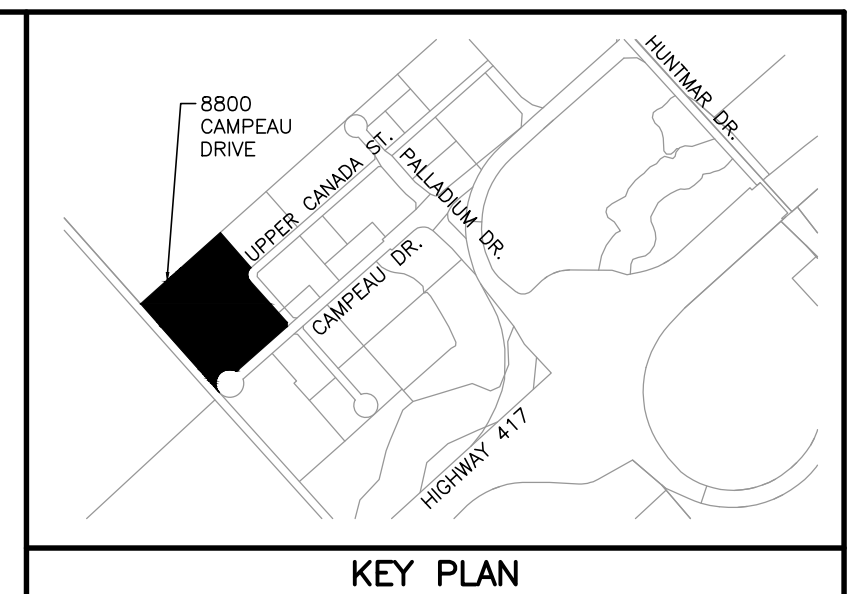 8800
CAMPEAU
DRIVE
HUNTMAR DR.
UPPER CANADA ST.
PALLADIUM DR.
CAMPEAU DR.
HIGHWAY 417
KEY PLAN